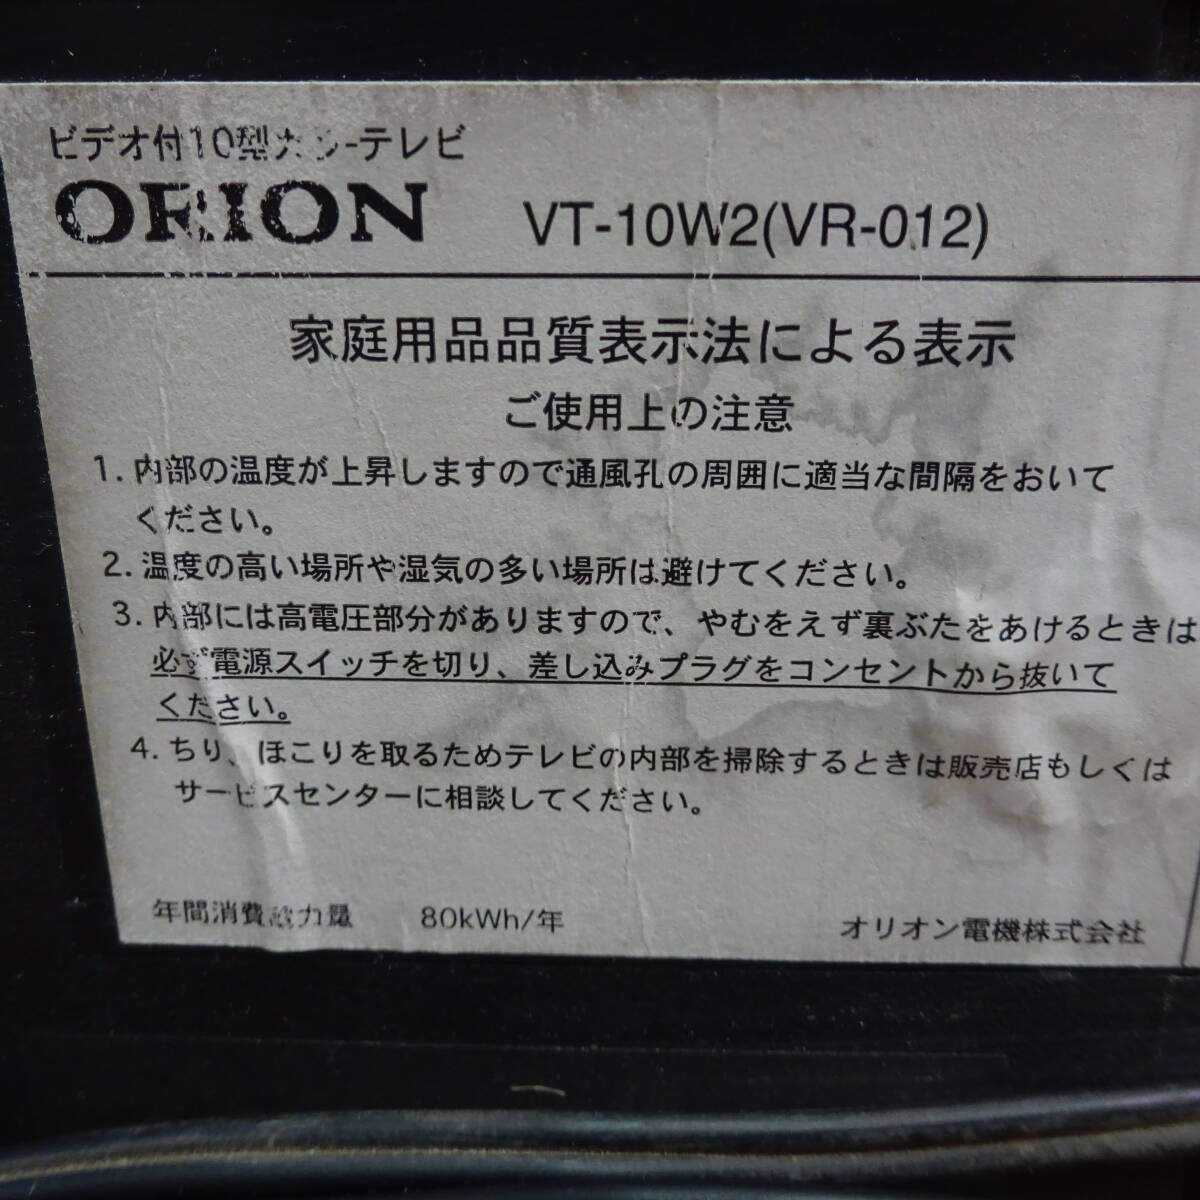 ビデオ付10型カラーテレビ
ORION VT-10W2(VR-012)
家庭用品品質表示法による表示
ご使用上の注意
1. 内部の温度が上昇しますので通風孔の周囲に適当な間隔をおいて
ください。
2. 温度の高い場所や湿気の多い場所は避けてください。
3. 内部には高電圧部分がありますので、やむをえず裏ぶたをあけるときは
必ず電源スイッチを切り、差し込みプラグをコンセントから抜いて
ください。
4. ちり、ほこりを取るためテレビの内部を掃除するときは販売店もしくは
サービスセンターに相談してください。
年間消費電力量 80kWh/年 オリオン電機株式会社